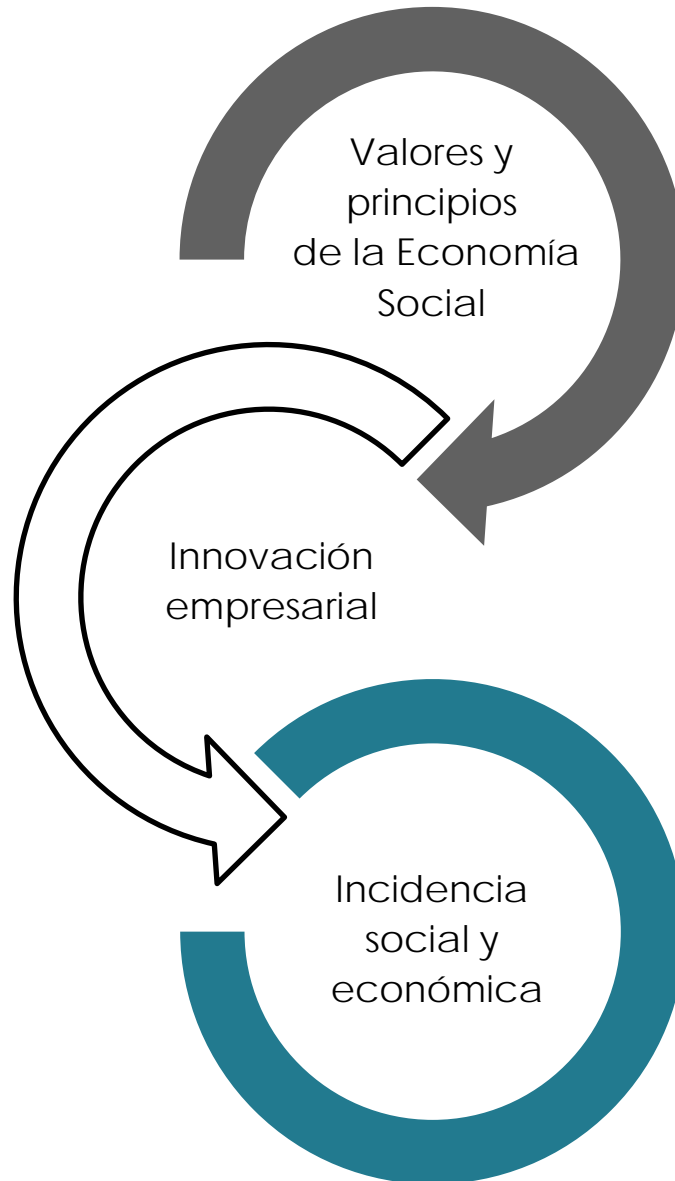 Valores y
principios
de la Economía
Social
Innovación
empresarial
Incidencia
social y
económica